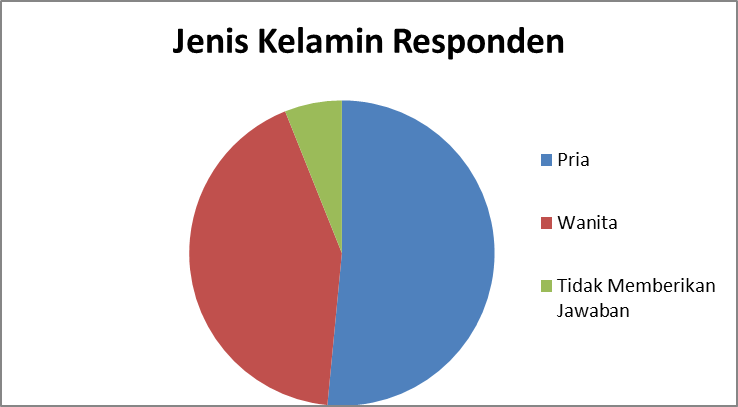 Jenis Kelamin Responden
Pria
Wanita
Tidak Memberikan
Jawaban